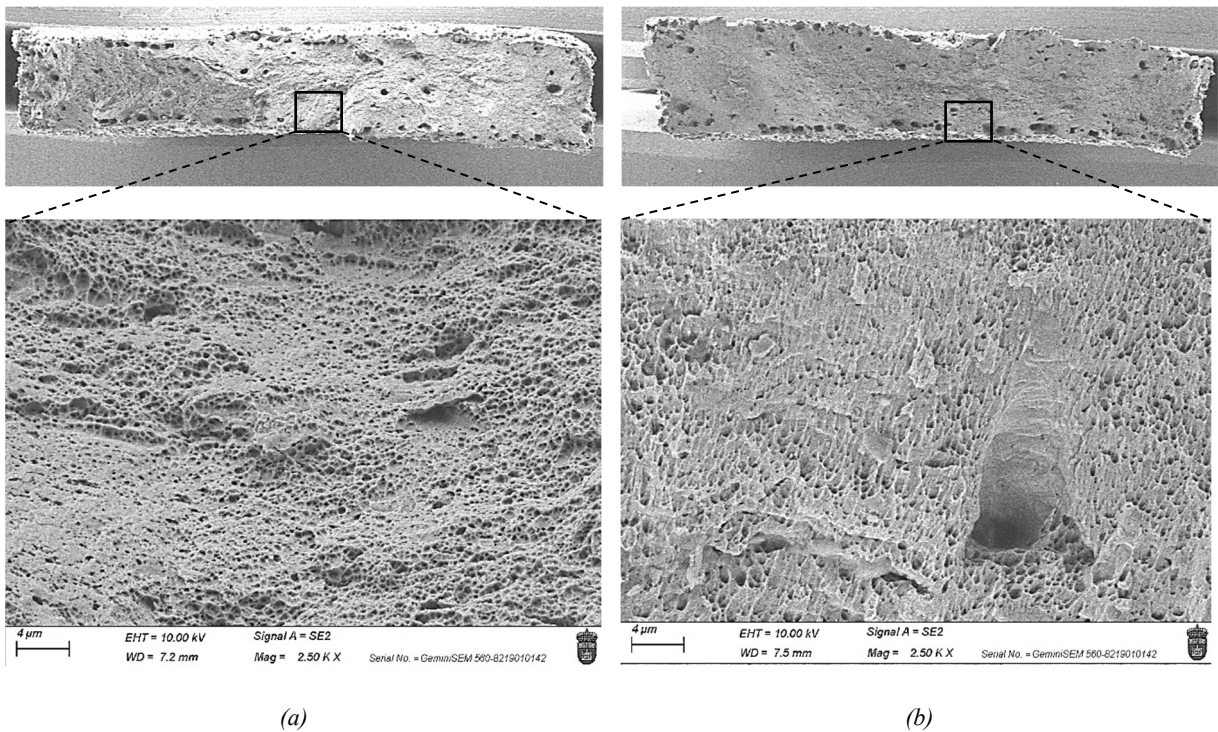 4 µm
EHT = 10.00 kV
Signal A = SE2
WD = 7.2 mm
Mag = 2.50 K X
Serial No. = GeminiSEM 560-8219010142
4 µm
EHT = 10.00 kV
Signal A = SE2
WD = 7.5 mm
Mag = 2.50 K X
Serial No. = GeminiSEM 560-8219010142
(a)
(b)